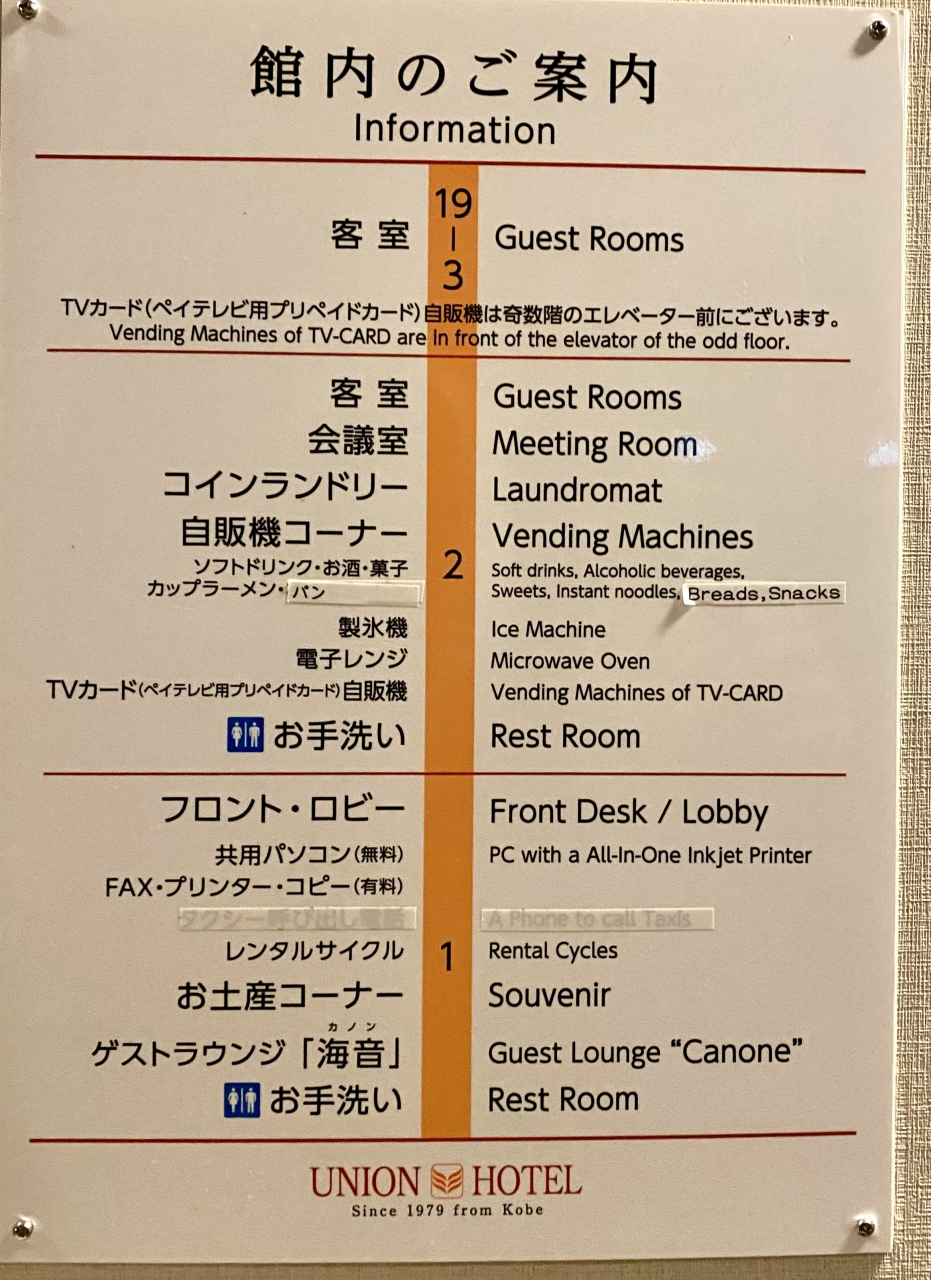 館内のご案内
Information
客室 19-3 Guest Rooms
TVカード(ペイテレビ用プリペイドカード)自販機は奇数階のエレベーター前にございます。
Vending Machines of TV-CARD are in front of the elevator of the odd floor.
客室 Guest Rooms
会議室 Meeting Room
コインランドリー Laundromat
自販機コーナー Vending Machines
2
ソフトドリンク・お酒・菓子 Soft drinks, Alcoholic beverages,
カップラーメン・パン Sweets, Instant noodles, Breads,Snacks
製氷機 Ice Machine
電子レンジ Microwave Oven
TVカード(ペイテレビ用プリペイドカード)自販機 Vending Machines of TV-CARD
お手洗い Rest Room
フロント・ロビー Front Desk / Lobby
共用パソコン(無料) PC with a All-In-One Inkjet Printer
FAX・プリンター・コピー(有料)
タクシー呼び出し電話 A Phone to call Taxis
レンタルサイクル 1 Rental Cycles
お土産コーナー Souvenir
カノン
ゲストラウンジ「海音」 Guest Lounge “Canone”
お手洗い Rest Room
UNION HOTEL
Since 1979 from Kobe